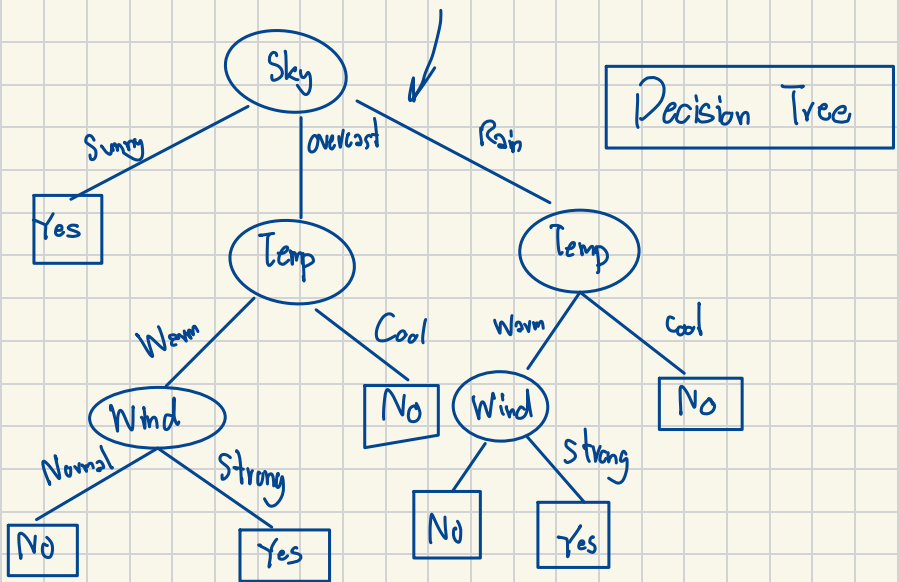 Sky
Decision Tree
Sunny
overcast
Rain
Yes
Temp
Temp
Warm
Cool
Warm
Cool
Wind
No
Wind
No
Normal
Strong
Strong
No
Yes
No
Yes